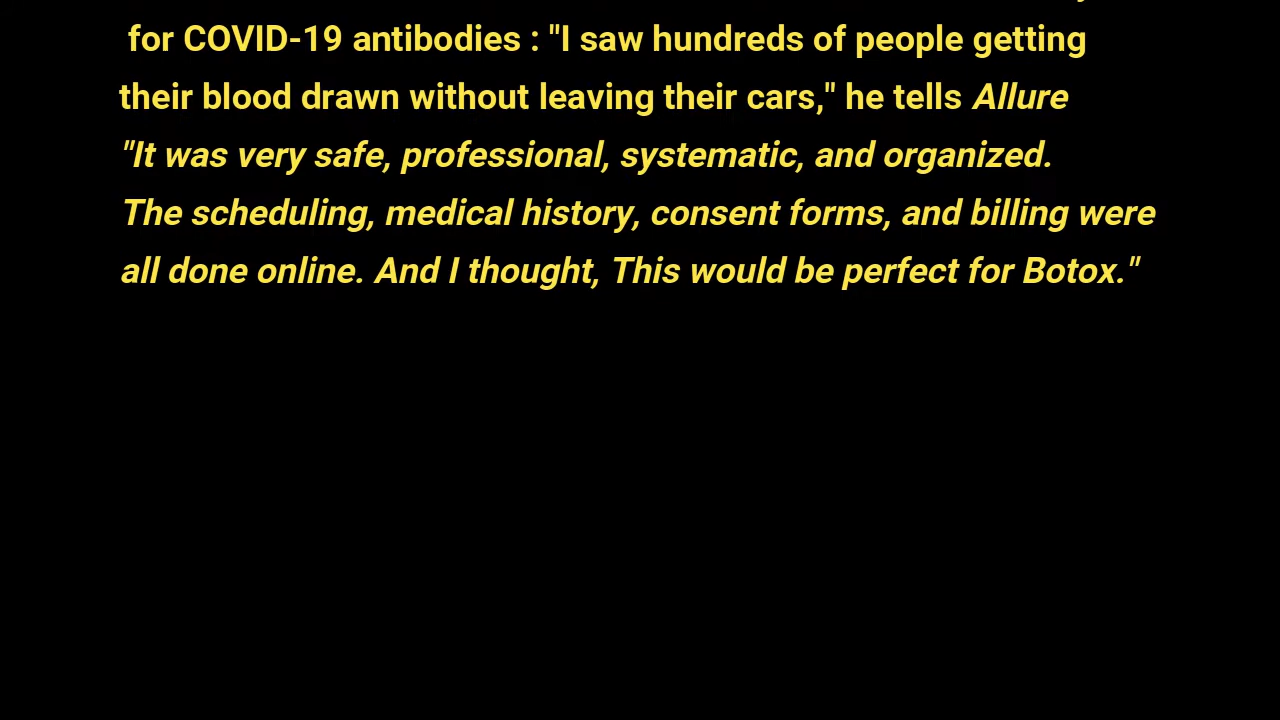 for COVID-19 antibodies : "I saw hundreds of people getting
their blood drawn without leaving their cars," he tells Allure
"It was very safe, professional, systematic, and organized.
The scheduling, medical history, consent forms, and billing were
all done online. And I thought, This would be perfect for Botox."